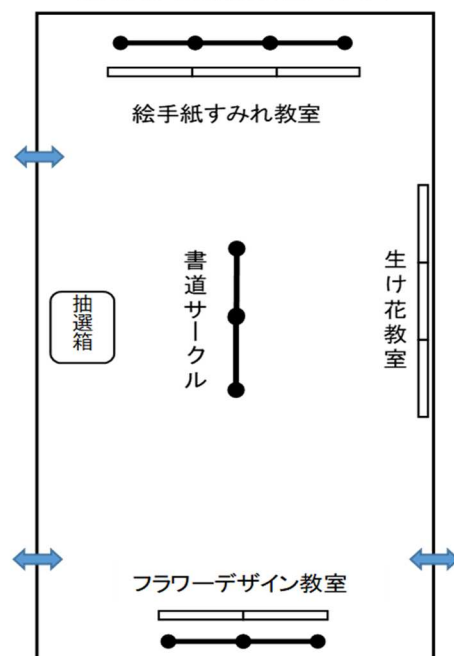 絵手紙すみれ教室
書道サークル
生け花教室
抽選箱
フラワーデザイン教室